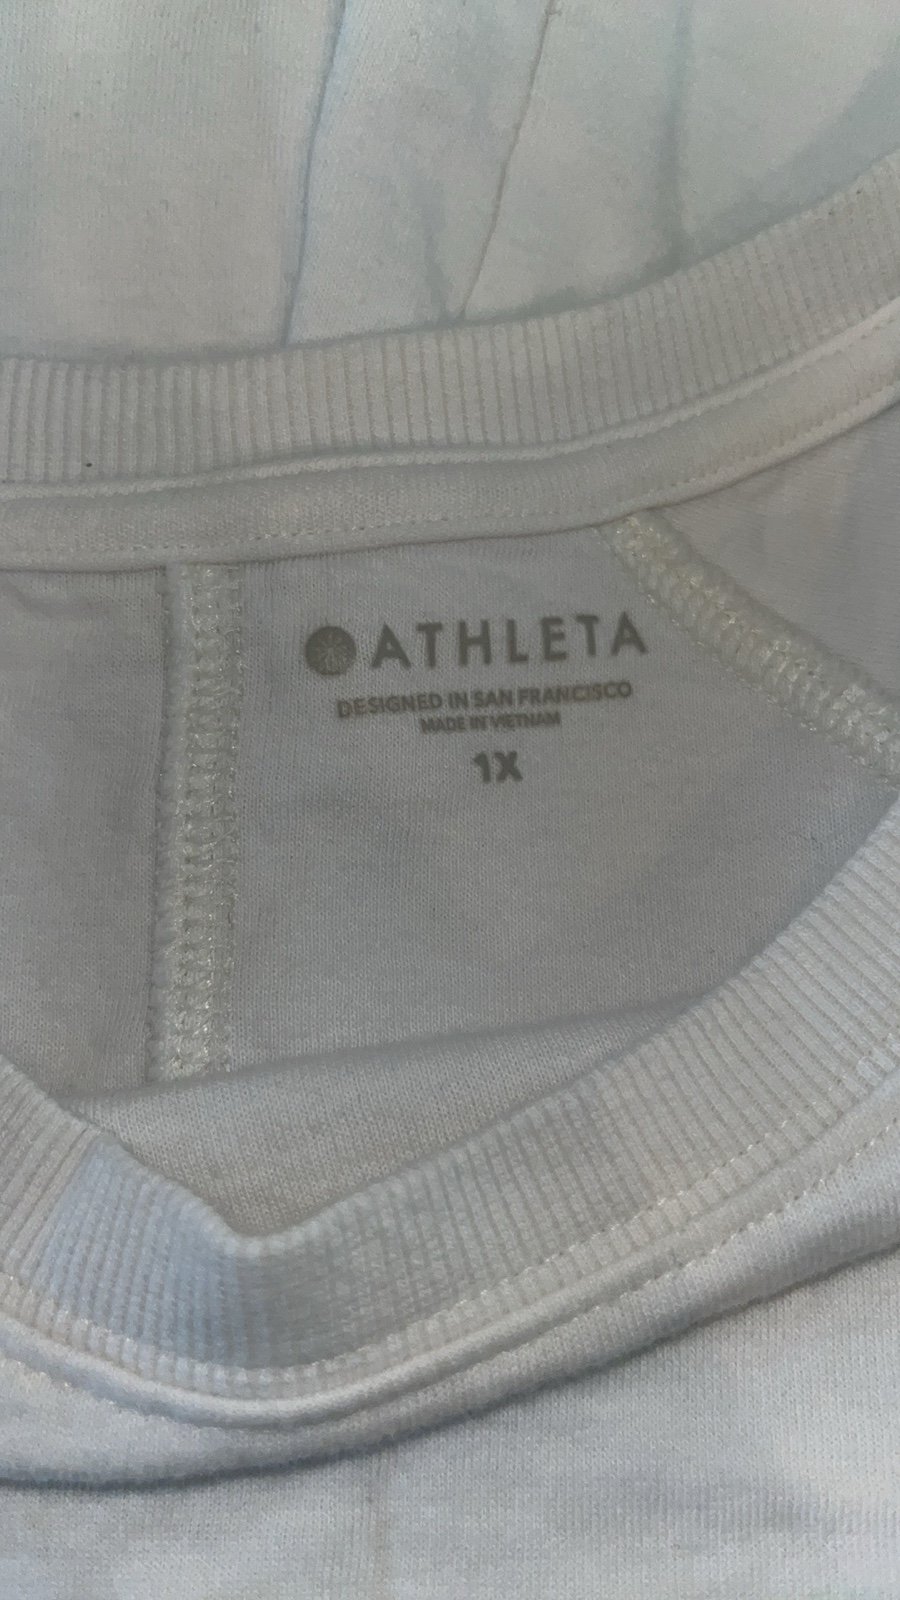 ATHLETA
DESIGNED IN SAN FRANCISCO
MADE IN VIETNAM
1X